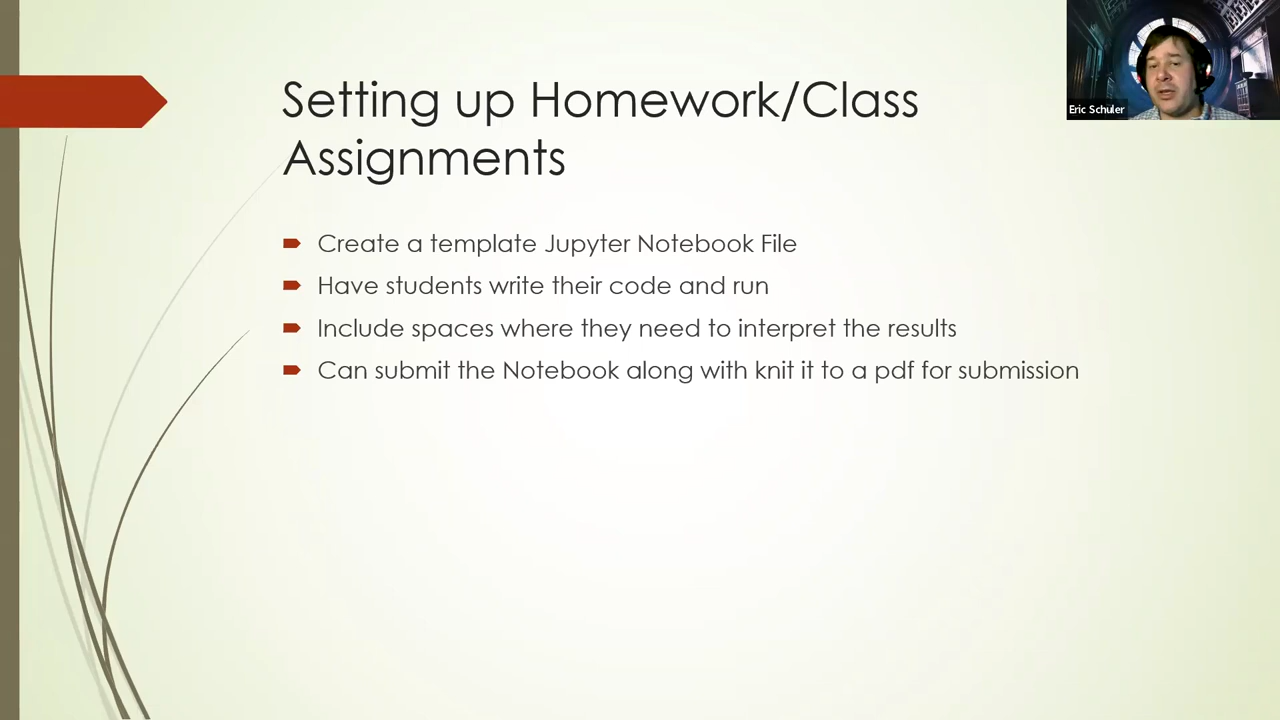 Setting up Homework/Class
Assignments
Create a template Jupyter Notebook File
Have students write their code and run
Include spaces where they need to interpret the results
Can submit the Notebook along with knit it to a pdf for submission
Eric Schuler